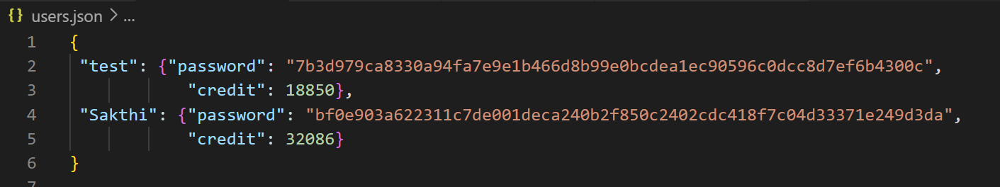 {} users.json > ...
1 {
2 "test": {"password": "7b3d979ca8330a94fa7e9e1b466d8b99e0bcdea1ec90596c0dcc8d7ef6b4300c",
3 "credit": 18850},
4 "Sakthi": {"password": "bf0e903a622311c7de001deca240b2f850c2402cdc418f7c04d33371e249d3da",
5 "credit": 32086}
6 }
7